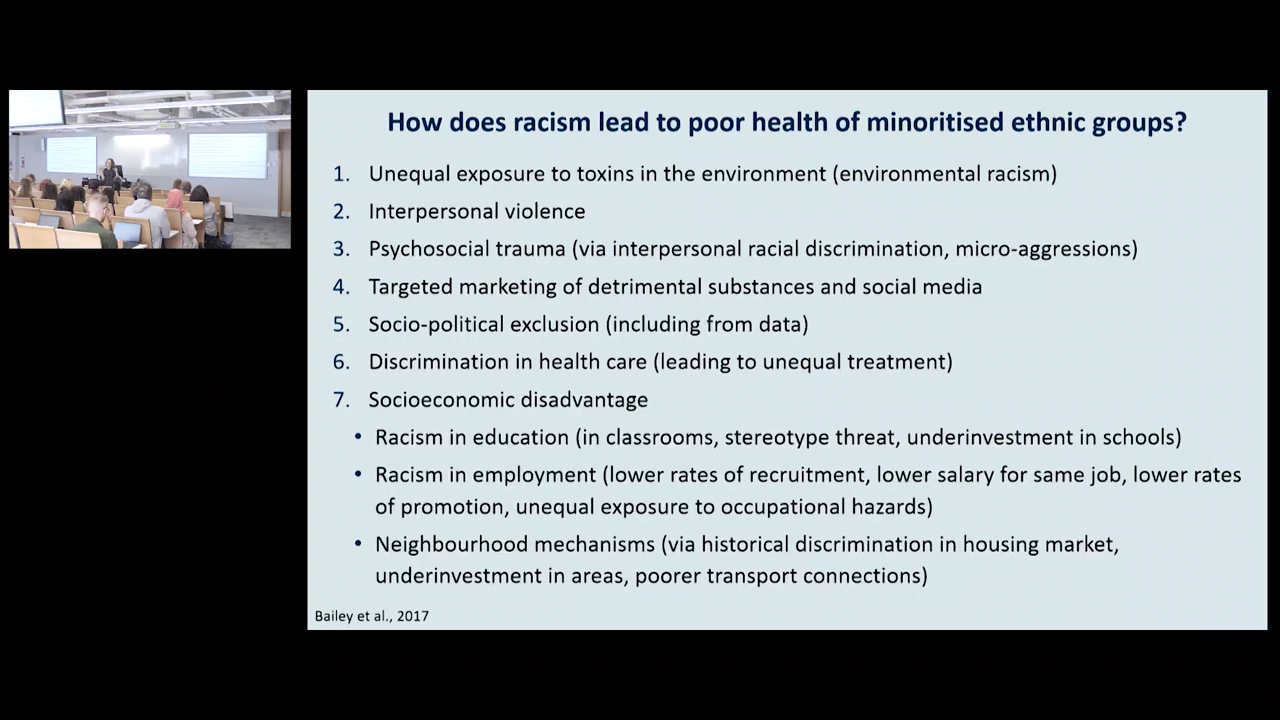 How does racism lead to poor health of minoritised ethnic groups?
1. Unequal exposure to toxins in the environment (environmental racism)
2. Interpersonal violence
3. Psychosocial trauma (via interpersonal racial discrimination, micro-aggressions)
4. Targeted marketing of detrimental substances and social media
5. Socio-political exclusion (including from data)
6. Discrimination in health care (leading to unequal treatment)
7. Socioeconomic disadvantage
• Racism in education (in classrooms, stereotype threat, underinvestment in schools)
• Racism in employment (lower rates of recruitment, lower salary for same job, lower rates
of promotion, unequal exposure to occupational hazards)
• Neighbourhood mechanisms (via historical discrimination in housing market,
underinvestment in areas, poorer transport connections)
Bailey et al., 2017